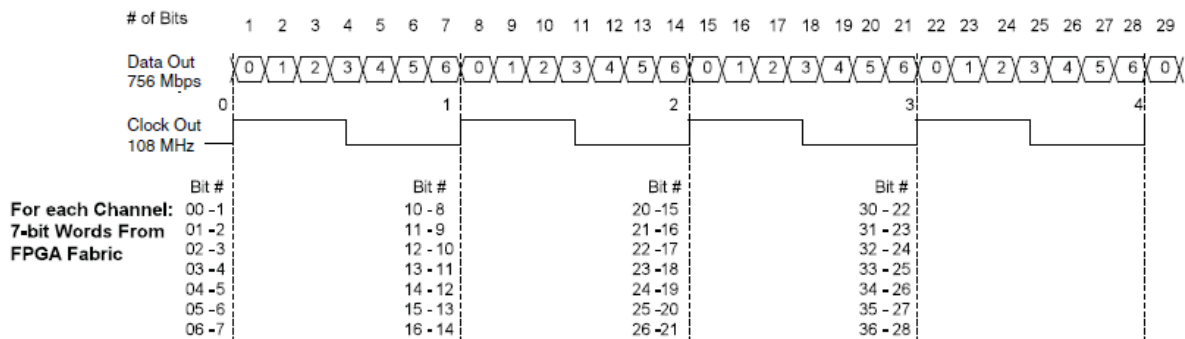 # of Bits 1 2 3 4 5 6 7 8 9 10 11 12 13 14 15 16 17 18 19 20 21 22 23 24 25 26 27 28 29
Data Out 0 1 2 3 4 5 6 0 1 2 3 4 5 6 0 1 2 3 4 5 6 0 1 2 3 4 5 6 0
756 Mbps
0 1 2 3 4
Clock Out
108 MHz
Bit # Bit # Bit # Bit #
For each Channel: 00 -1 10 - 8 20 -15 30 - 22
7-bit Words From 01 -2 11 - 9 21 -16 31 - 23
FPGA Fabric 02 -3 12 - 10 22 -17 32 - 24
03 -4 13 - 11 23 -18 33 - 25
04 -5 14 - 12 24 -19 34 - 26
05 -6 15 - 13 25 -20 35 - 27
06 -7 16 - 14 26 -21 36 - 28